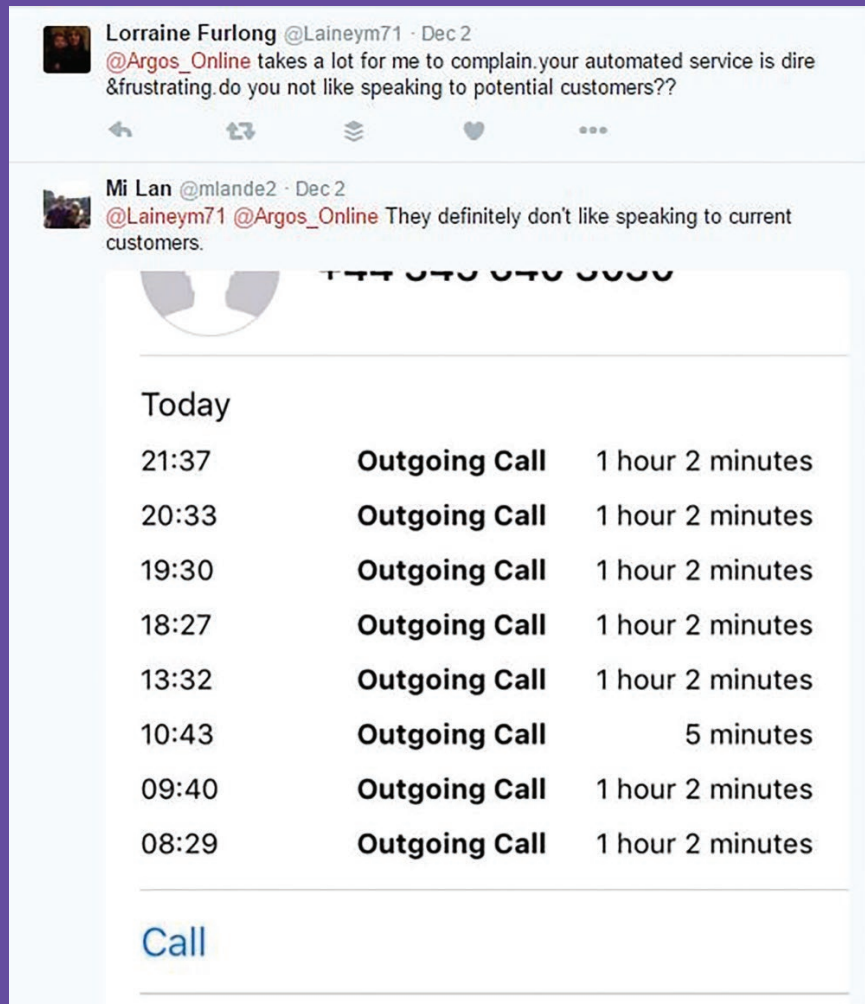 Lorraine Furlong @Laineym71 · Dec 2
@Argos_Online takes a lot for me to complain.your automated service is dire
&frustrating.do you not like speaking to potential customers??
Mi Lan @mlande2 · Dec 2
@Laineym71 @Argos_Online They definitely don't like speaking to current
customers.
Today
21:37 Outgoing Call 1 hour 2 minutes
20:33 Outgoing Call 1 hour 2 minutes
19:30 Outgoing Call 1 hour 2 minutes
18:27 Outgoing Call 1 hour 2 minutes
13:32 Outgoing Call 1 hour 2 minutes
10:43 Outgoing Call 5 minutes
09:40 Outgoing Call 1 hour 2 minutes
08:29 Outgoing Call 1 hour 2 minutes
Call